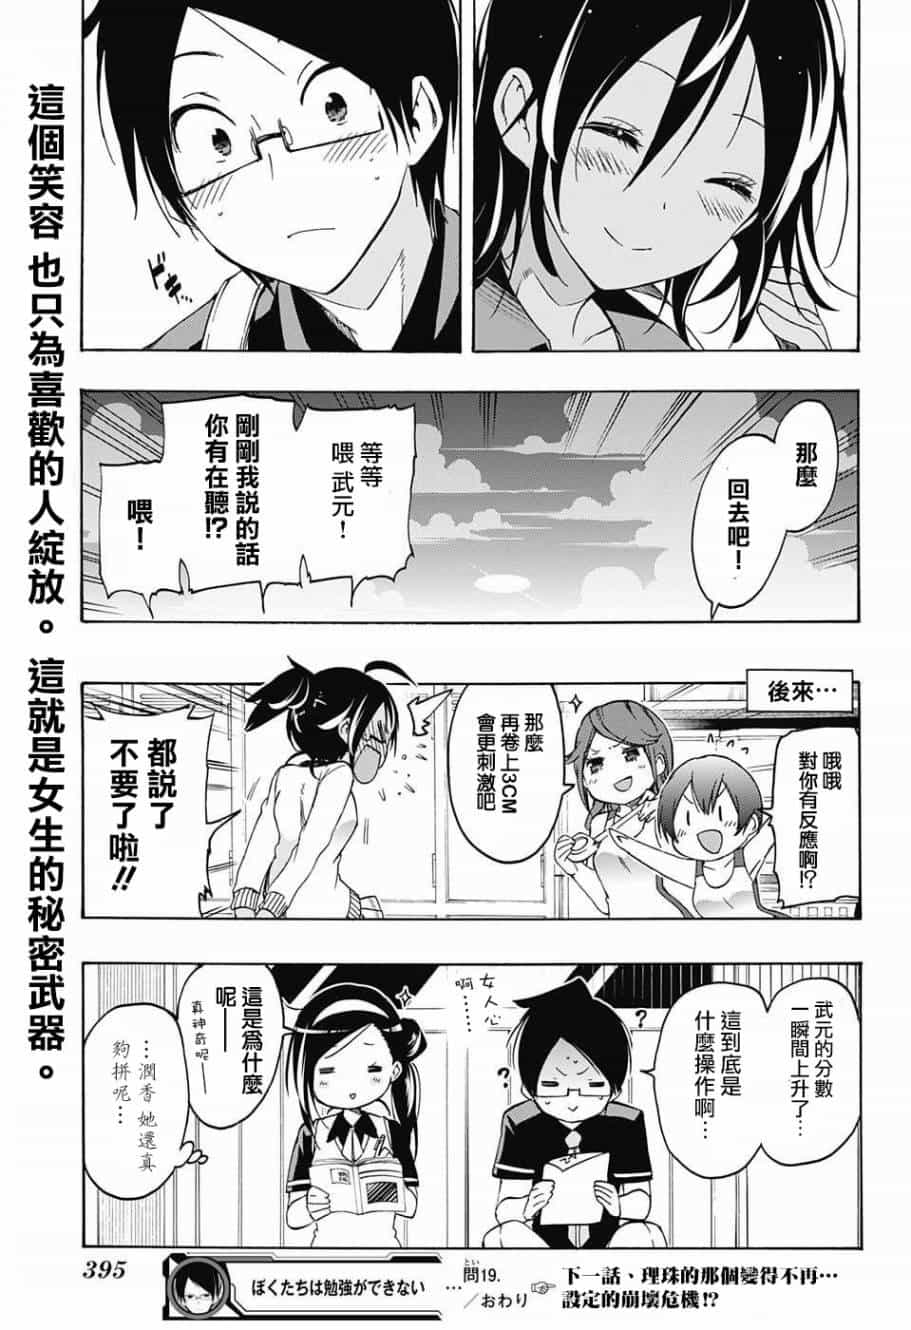 ドキ
那麼
回去吧！
等等
喂 武元！
剛剛我說的話
你有在聽!?
喂！
後來…
哦哦
對你有反應啊!?
那麼
再卷上3CM
會更刺激吧
都說了
不要了啦!!
武元的分數
一瞬間上升了…
這到底是
什麼操作啊…
?
?
女人心
啊…
這是爲什麼
呢——
真神奇呢——
…潤香 她還真
夠拼呢…
這個笑容 也只為喜歡的人綻放。這就是女生的秘密武器。
395
ぼくたちは勉強ができない
…
とい
問19.
／おわり
☞
下一話、理珠的那個變得不再…
設定的崩壞危機!?